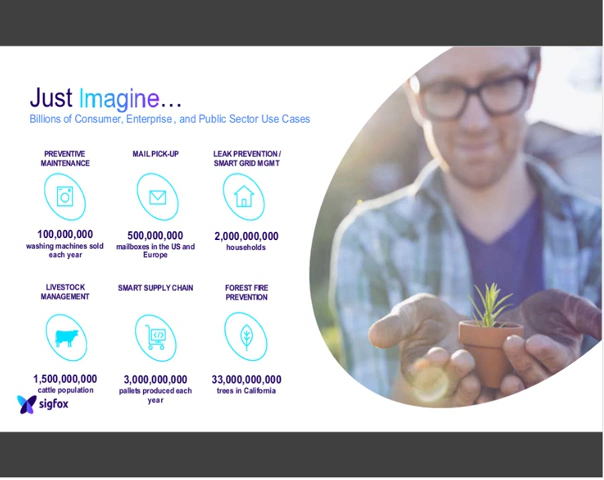 Just Imagine...
Billions of Consumer, Enterprise, and Public Sector Use Cases
PREVENTIVE
MAINTENANCE
100,000,000
washing machines sold
each year
MAIL PICK-UP
500,000,000
mailboxes in the US and
Europe
LEAK PREVENTION /
SMART GRID MGMT
2,000,000,000
households
LIVESTOCK
MANAGEMENT
1,500,000,000
cattle population
SMART SUPPLY CHAIN
3,000,000,000
pallets produced each
year
FOREST FIRE
PREVENTION
33,000,000,000
trees in California
sigfox